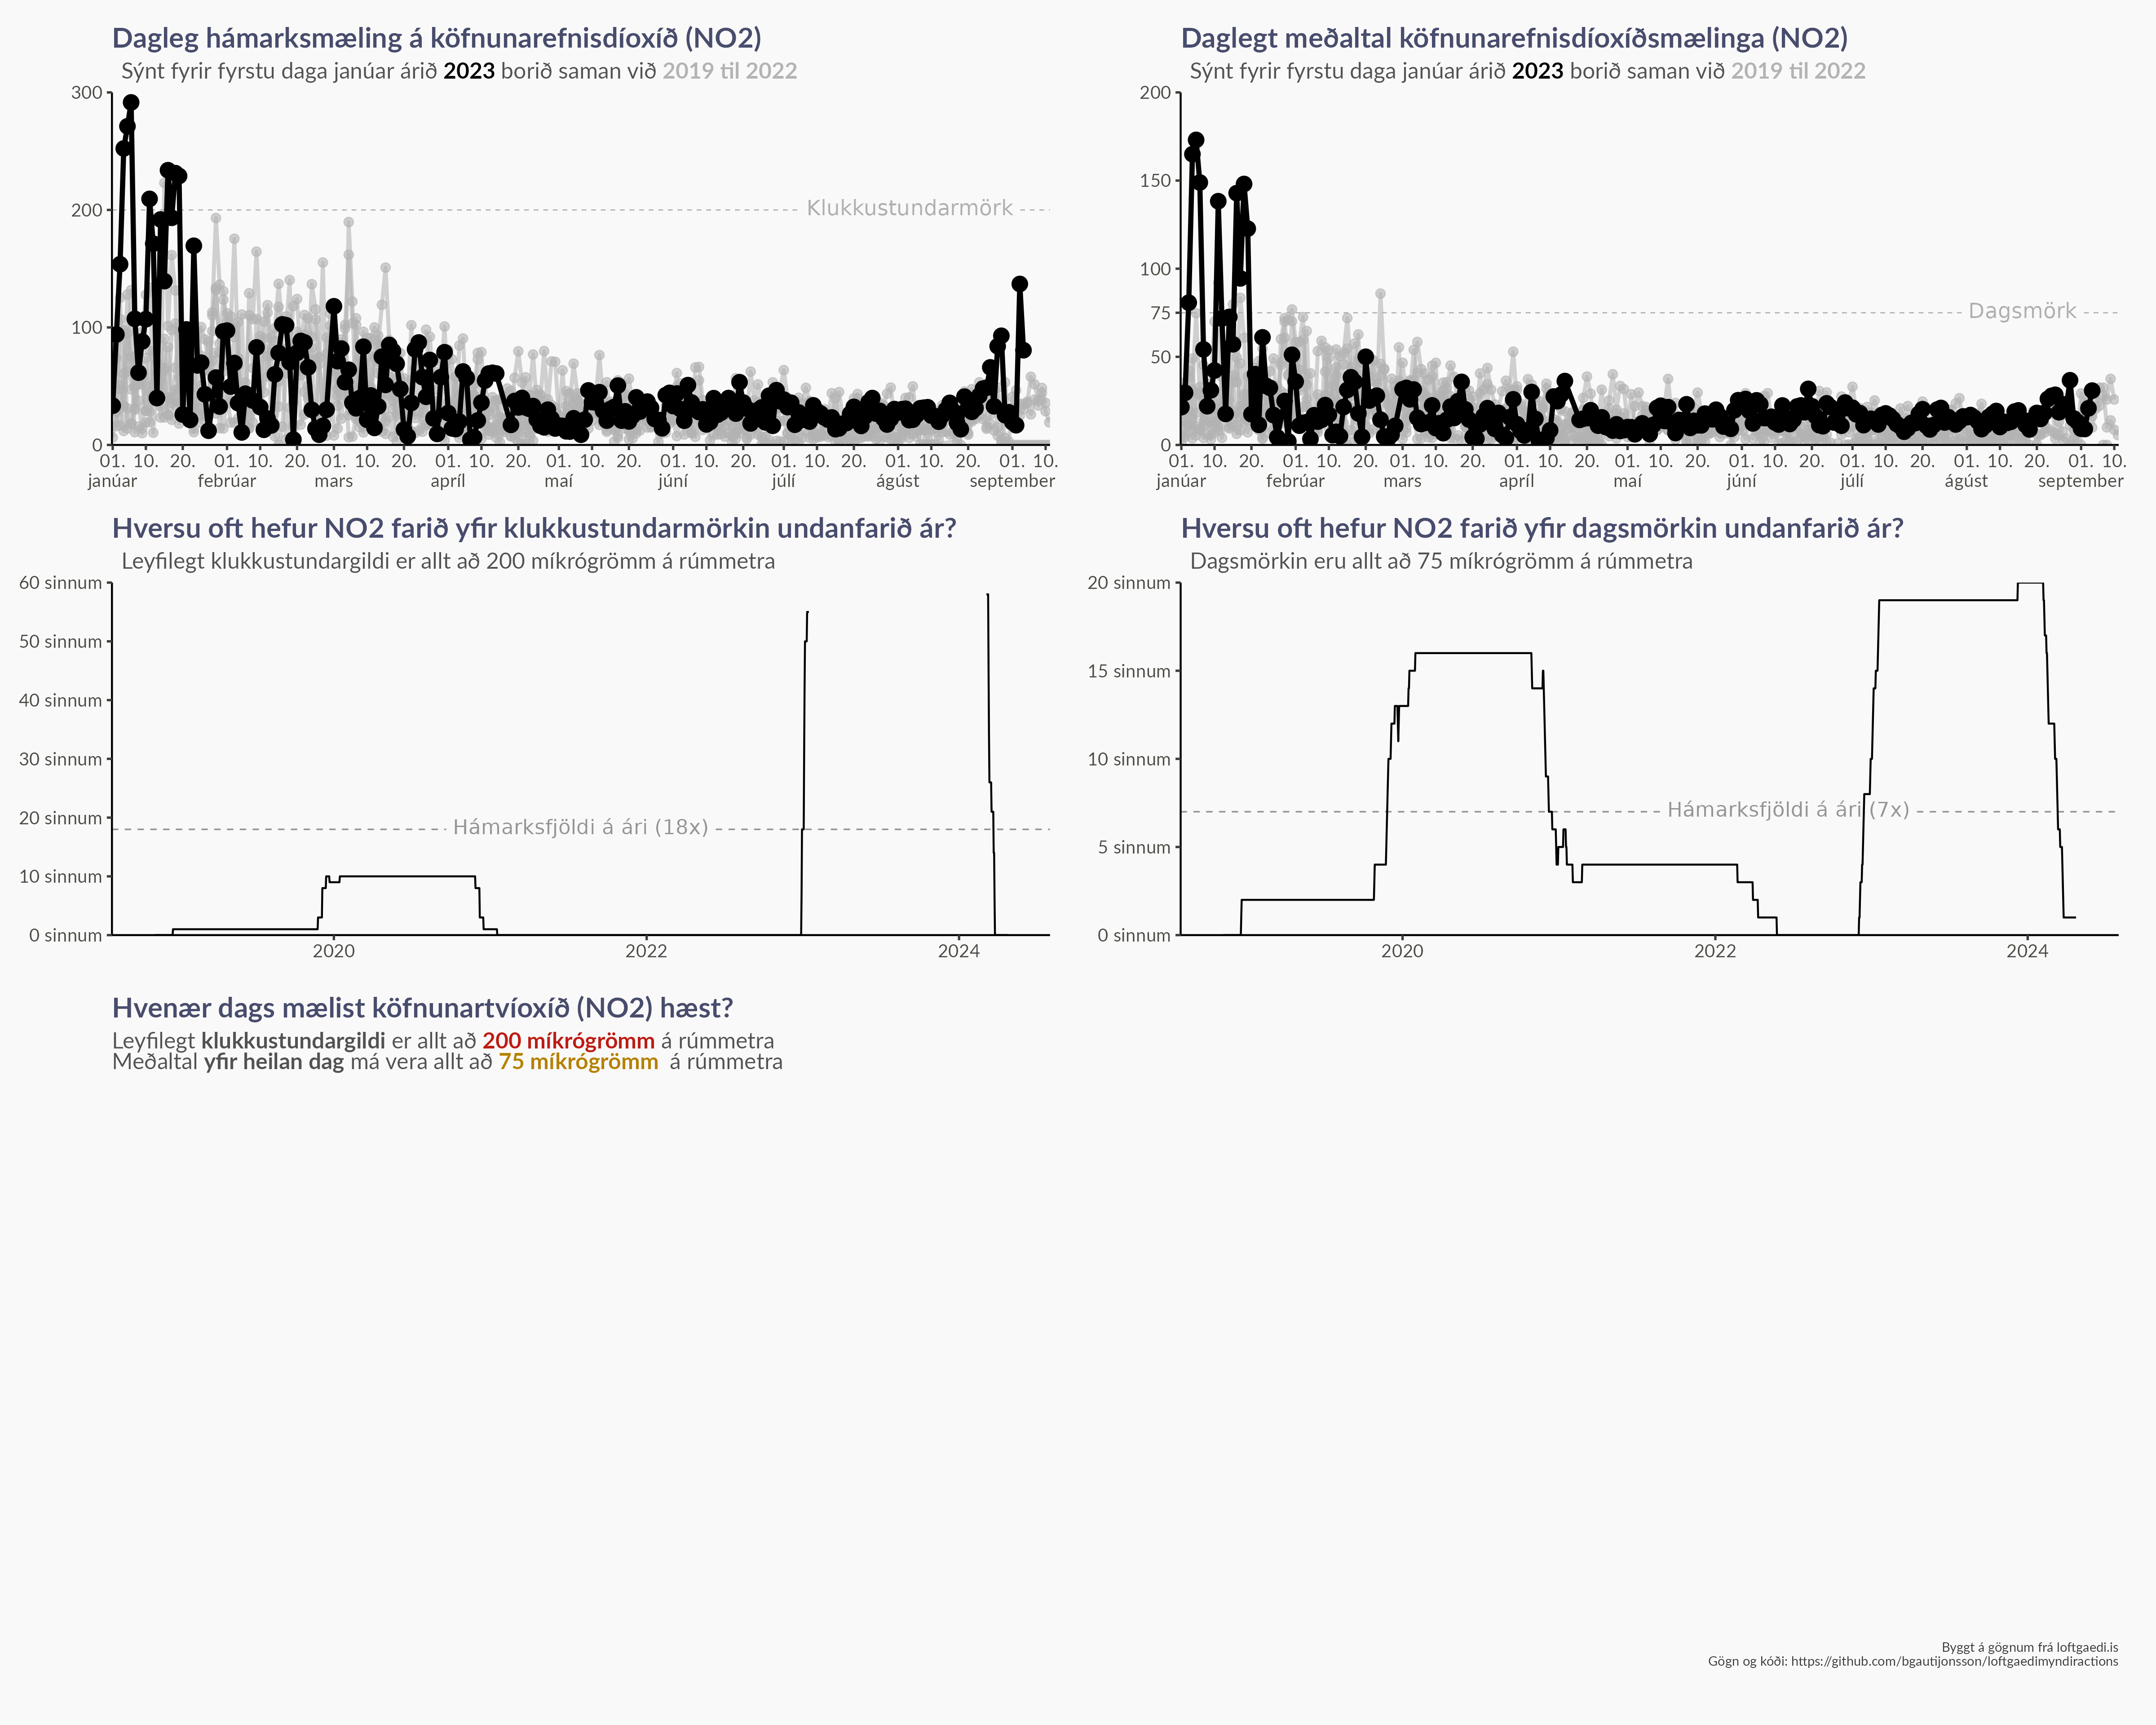 Dagleg hámarksmæling á köfnunarefnisdíoxíð (NO2)
Sýnt fyrir fyrstu daga janúar árið 2023 borið saman við 2019 til 2022
300
200
100
0
Klukkustundarmörk
01. 10. 20. 01. 10. 20. 01. 10. 20. 01. 10. 20. 01. 10. 20. 01. 10. 20. 01. 10. 20. 01. 10. 20. 01. 10.
janúar febrúar mars apríl maí júní júlí ágúst september
Daglegt meðaltal köfnunarefnisdíoxíðsmælinga (NO2)
Sýnt fyrir fyrstu daga janúar árið 2023 borið saman við 2019 til 2022
200
150
100
75
50
0
Dagsmörk
01. 10. 20. 01. 10. 20. 01. 10. 20. 01. 10. 20. 01. 10. 20. 01. 10. 20. 01. 10. 20. 01. 10. 20. 01. 10.
janúar febrúar mars apríl maí júní júlí ágúst september
Hversu oft hefur NO2 farið yfir klukkustundarmörkin undanfarið ár?
Leyfilegt klukkustundargildi er allt að 200 míkrógrömm á rúmmetra
60 sinnum
50 sinnum
40 sinnum
30 sinnum
20 sinnum
10 sinnum
0 sinnum
Hámarksfjöldi á ári (18x)
2020 2022 2024
Hversu oft hefur NO2 farið yfir dagsmörkin undanfarið ár?
Dagsmörkin eru allt að 75 míkrógrömm á rúmmetra
20 sinnum
15 sinnum
10 sinnum
5 sinnum
0 sinnum
Hámarksfjöldi á ári (7x)
2020 2022 2024
Hvenær dags mælist köfnunartvíoxíð (NO2) hæst?
Leyfilegt klukkustundargildi er allt að 200 míkrógrömm á rúmmetra
Meðaltal yfir heilan dag má vera allt að 75 míkrógrömm á rúmmetra
Byggt á gögnum frá loftgaedi.is
Gögn og kóði: https://github.com/bgautijonsson/loftgaedimyndiractions